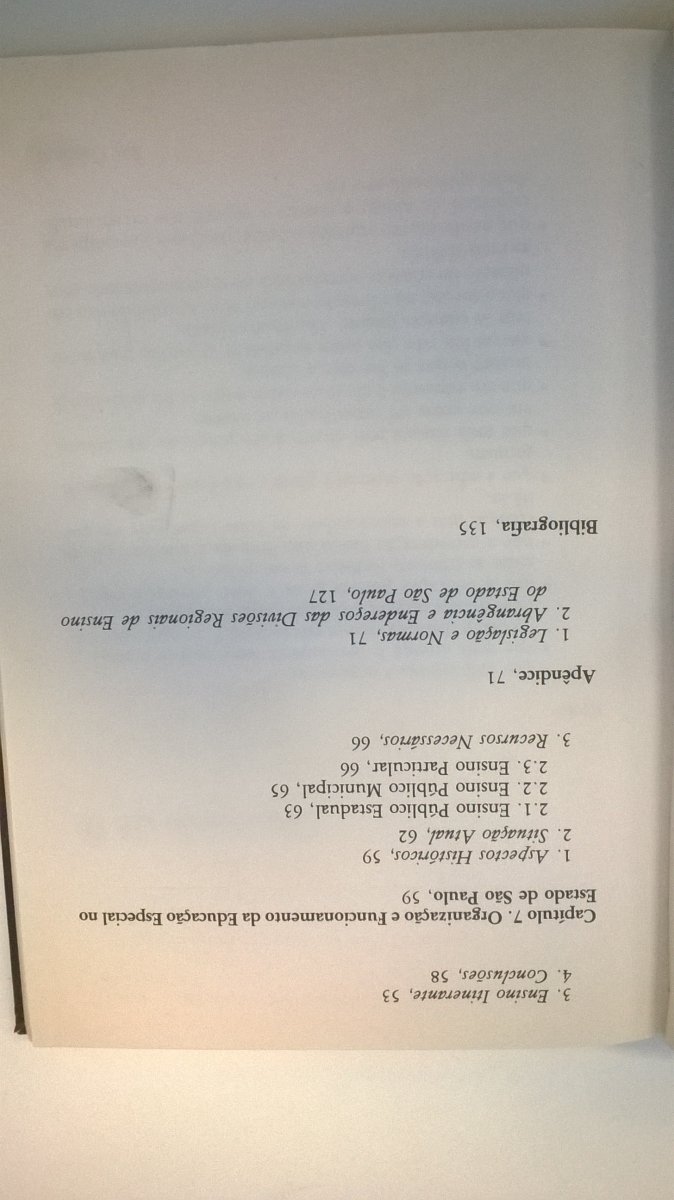 3. Ensino Itinerante, 53
4. Conclusões, 58
Capítulo 7. Organização e Funcionamento da Educação Especial no
Estado de São Paulo, 59
1. Aspectos Históricos, 59
2. Situação Atual, 62
2.1. Ensino Público Estadual, 63
2.2. Ensino Público Municipal, 65
2.3. Ensino Particular, 66
3. Recursos Necessários, 66
Apêndice, 71
1. Legislação e Normas, 71
2. Abrangência e Endereços das Divisões Regionais de Ensino
do Estado de São Paulo, 127
Bibliografia, 135